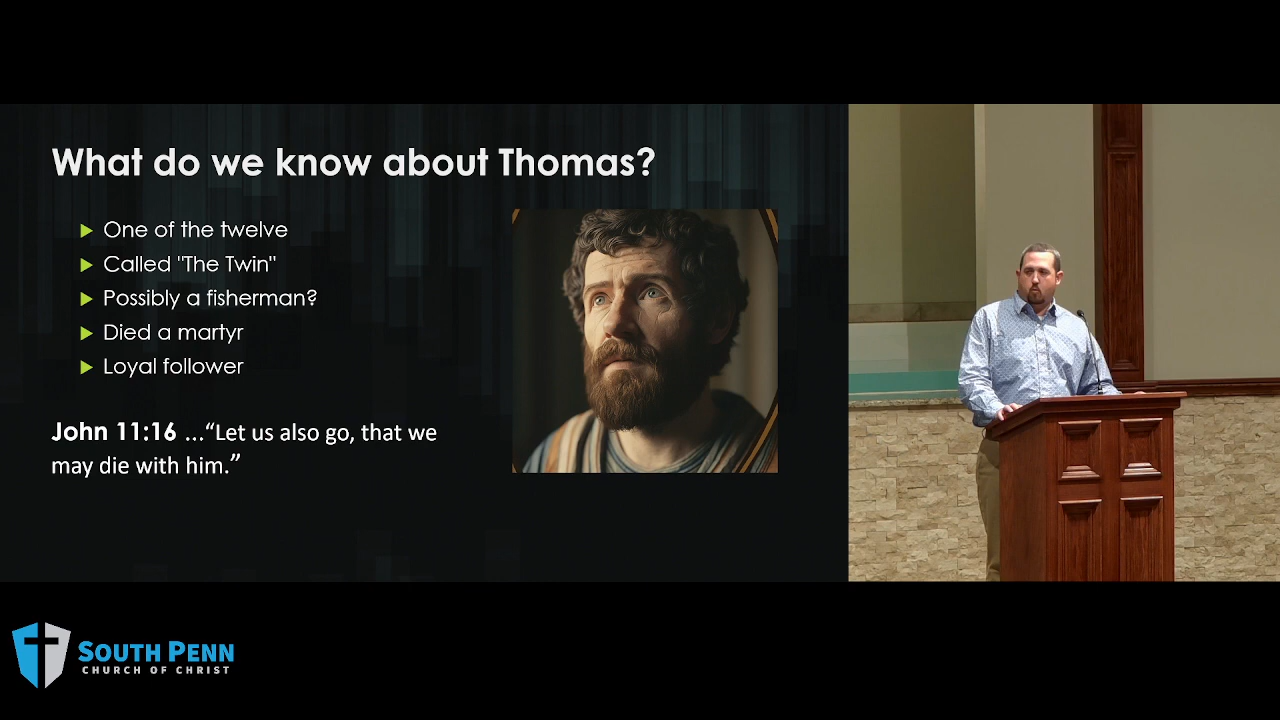 What do we know about Thomas?
One of the twelve
Called "The Twin"
Possibly a fisherman?
Died a martyr
Loyal follower
John 11:16 ...“Let us also go, that we
may die with him.”
SOUTH PENN
CHURCH OF CHRIST